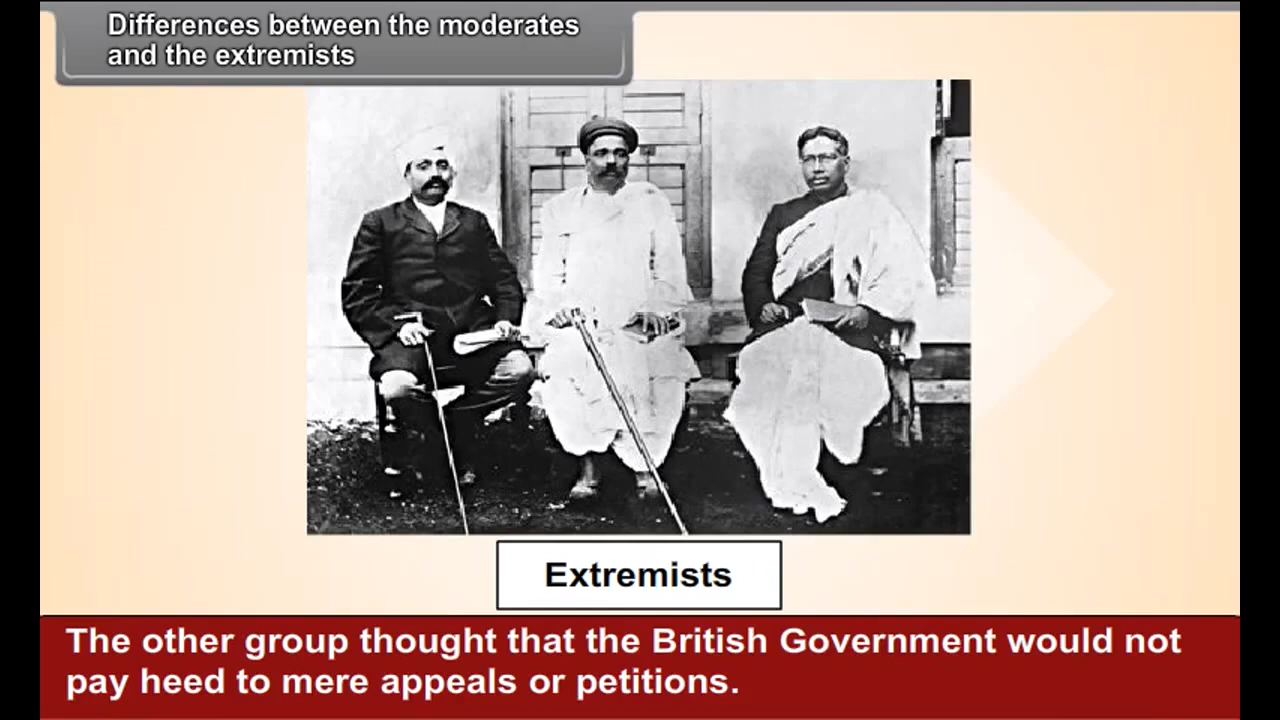 Differences between the moderates
and the extremists
Extremists
The other group thought that the British Government would not
pay heed to mere appeals or petitions.